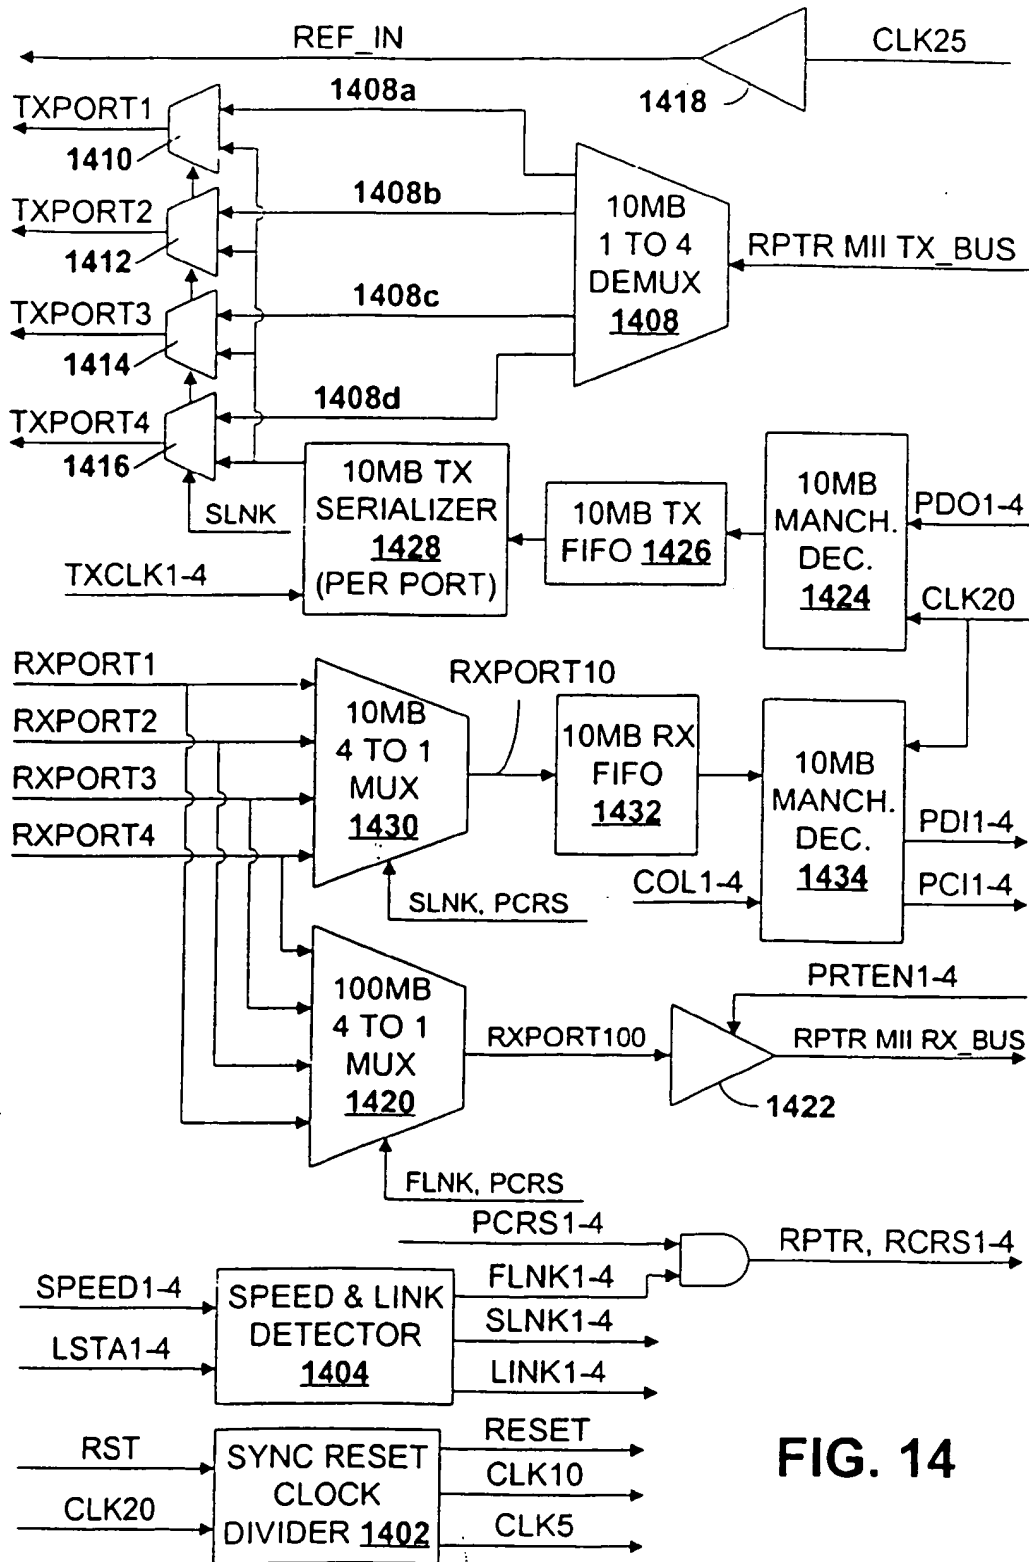 REF_IN
CLK25
1418
1408a
TXPORT1
1410
10MB
1 TO 4
DEMUX
1408
1408b
TXPORT2
1412
RPTR MII TX_BUS
1408c
TXPORT3
1414
1408d
TXPORT4
1416
SLNK
10MB TX
SERIALIZER
1428
(PER PORT)
10MB TX
FIFO 1426
10MB
MANCH.
DEC.
1424
PDO1-4
CLK20
TXCLK1-4
RXPORT1
RXPORT2
RXPORT3
RXPORT4
10MB
4 TO 1
MUX
1430
RXPORT10
10MB RX
FIFO
1432
10MB
MANCH.
DEC.
1434
PDI1-4
PCI1-4
COL1-4
SLNK, PCRS
100MB
4 TO 1
MUX
1420
RXPORT100
PRTEN1-4
RPTR MII RX_BUS
1422
FLNK, PCRS
PCRS1-4
RPTR, RCRS1-4
SPEED1-4
LSTA1-4
SPEED & LINK
DETECTOR
1404
FLNK1-4
SLNK1-4
LINK1-4
RST
CLK20
SYNC RESET
CLOCK
DIVIDER 1402
RESET
CLK10
CLK5
FIG. 14